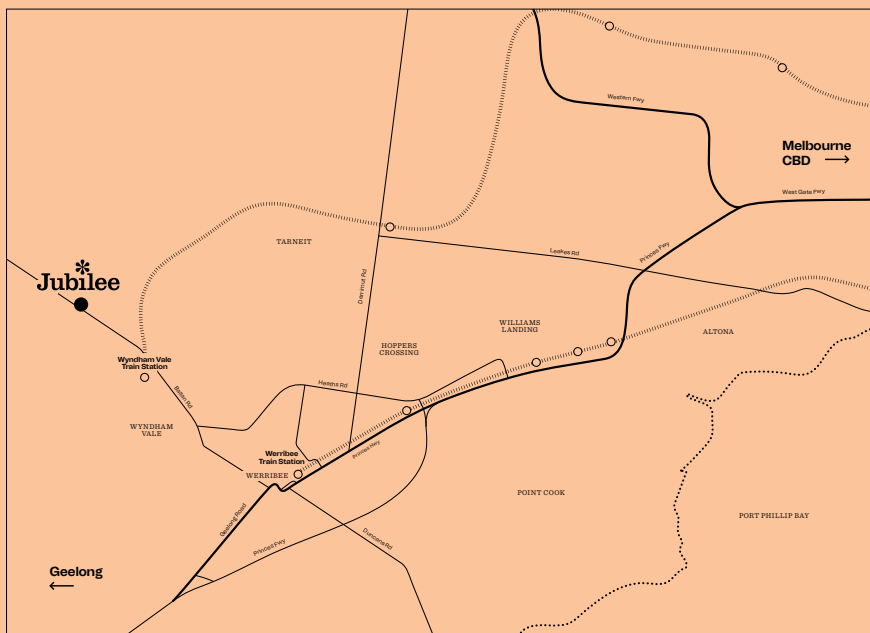 Western Fwy
Melbourne
CBD
West Gate Fwy
TARNEIT
Leakes Rd
Princes Fwy
Derrimut Rd
Jubilee
WILLIAMS
LANDING
ALTONA
HOPPERS
CROSSING
Wyndham Vale
Train Station
Heaths Rd
Ballan Rd
WYNDHAM
VALE
Princes Hwy
Werribee
Train Station
WERRIBEE
POINT COOK
PORT PHILLIP BAY
Geelong Road
Princes Fwy
Duncans Rd
Geelong